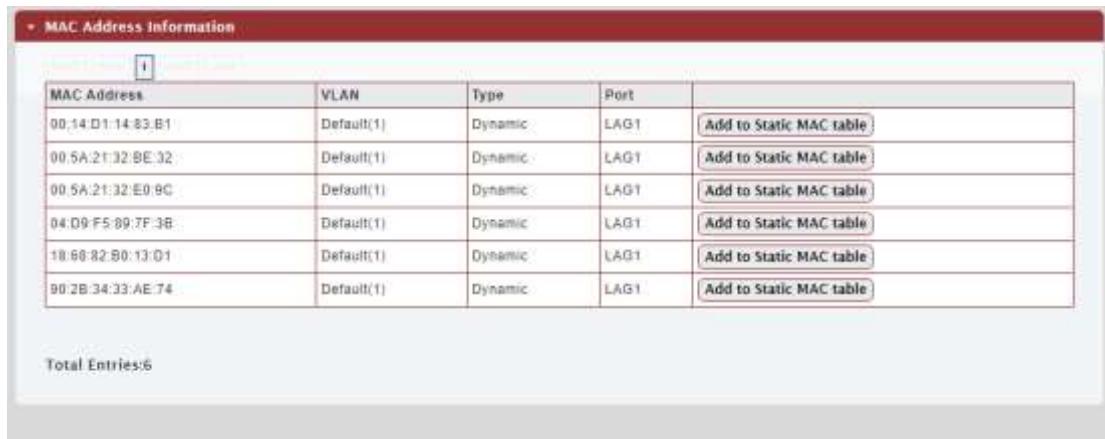 MAC Address Information
1
MAC Address VLAN Type Port
00:14:D1:14:83:B1 Default(1) Dynamic LAG1 Add to Static MAC table
00:5A:21:32:BE:32 Default(1) Dynamic LAG1 Add to Static MAC table
00:5A:21:32:E0:9C Default(1) Dynamic LAG1 Add to Static MAC table
04:D9:F5:89:7F:3B Default(1) Dynamic LAG1 Add to Static MAC table
18:68:82:B0:13:D1 Default(1) Dynamic LAG1 Add to Static MAC table
90:2B:34:33:AE:74 Default(1) Dynamic LAG1 Add to Static MAC table
Total Entries:6